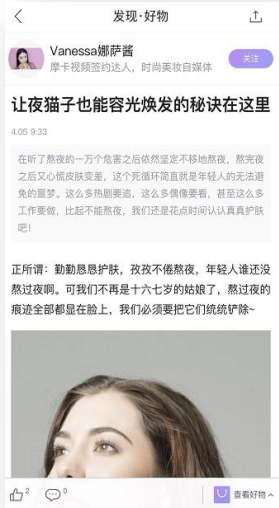 发现·好物
Vanessa娜萨酱
摩卡视频签约达人，时尚美妆自媒体
关注
让夜猫子也能容光焕发的秘诀在这里
4.05 9:33
在听了熬夜的一万个危害之后依然坚定不移地熬夜，熬完夜
之后又心慌皮肤变差，这个死循环简直就是年轻人的无法避
免的噩梦。这么多热剧要追，这么多偶像要看，甚至这么多
工作要做，比起不能熬夜，我们还是花点时间认认真真护肤
吧！
正所谓：勤勤恳恳护肤，孜孜不倦熬夜，年轻人谁还没
熬过夜啊。可我们不再是十六七岁的姑娘了，熬过夜的
痕迹全部都显在脸上，我们必须要把它们统统铲除~
2
0
查看好物